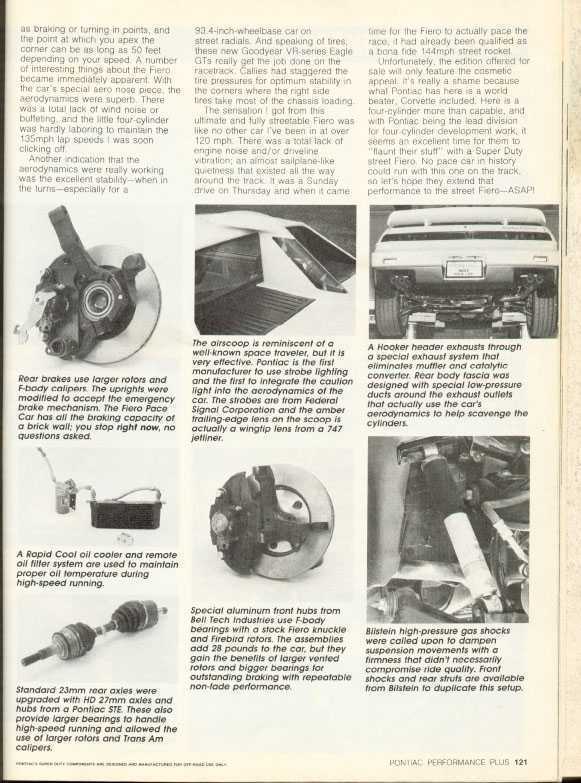 as braking or turning in points, and
the point at which you apex the
corner can be as long as 50 feet
depending on your speed. A number
of interesting things about the Fiero
became immediately apparent. With
the car's special aero nose piece, the
aerodynamics were superb. There
was a total lack of wind noise or
buffeting, and the little four-cylinder
was hardly laboring to maintain the
135mph lap speeds I was soon
clicking off.
Another indication that the
aerodynamics were really working
was the excellent stability—when in
the turns—especially for a
93.4-inch-wheelbase car on
street radials. And speaking of tires,
these new Goodyear VR-series Eagle
GTs really get the job done on the
racetrack. Callies had staggered the
tire pressures for optimum stability in
the corners where the right side
tires take most of the chassis loading.
The sensation I got from this
ultimate and fully streetable Fiero was
like no other car I've been in at over
120 mph. There was a total lack of
engine noise and/or driveline
vibration; an almost sailplane-like
quietness that existed all the way
around the track. It was a Sunday
drive on Thursday and when it came
time for the Fiero to actually pace the
race, it had already been qualified as
a bona fide 144mph street rocket.
Unfortunately, the edition offered for
sale will only feature the cosmetic
appeal. It's really a shame because
what Pontiac has here is a world
beater, Corvette included. Here is a
four-cylinder more than capable, and
with Pontiac being the lead division
for four-cylinder development work, it
seems an excellent time for them to
"flaunt their stuff" with a Super Duty
street Fiero. No pace car in history
could run with this one on the track,
so let's hope they extend that
performance to the street Fiero—ASAP!
Rear brakes use larger rotors and
F-body calipers. The uprights were
modified to accept the emergency
brake mechanism. The Fiero Pace
Car has all the braking capacity of
a brick wall; you stop right now, no
questions asked.
A Rapid Cool oil cooler and remote
oil filter system are used to maintain
proper oil temperature during
high-speed running.
Standard 23mm rear axles were
upgraded with HD 27mm axles and
hubs from a Pontiac STE. These also
provide larger bearings to handle
high-speed running and allowed the
use of larger rotors and Trans Am
calipers.
The airscoop is reminiscent of a
well-known space traveler, but it is
very effective. Pontiac is the first
manufacturer to use strobe lighting
and the first to integrate the caution
light into the aerodynamics of the
car. The strobes are from Federal
Signal Corporation and the amber
trailing-edge lens on the scoop is
actually a wingtip lens from a 747
jetliner.
Special aluminum front hubs from
Bell Tech Industries use F-body
bearings with a stock Fiero knuckle
and Firebird rotors. The assemblies
add 28 pounds to the car, but they
gain the benefits of larger vented
rotors and bigger bearings for
outstanding braking with repeatable
non-fade performance.
A Hooker header exhausts through
a special exhaust system that
eliminates muffler and catalytic
converter. Rear body fascia was
designed with special low-pressure
ducts around the exhaust outlets
that actually use the car's
aerodynamics to help scavenge the
cylinders.
Bilstein high-pressure gas shocks
were called upon to dampen
suspension movements with a
firmness that didn't necessarily
compromise ride quality. Front
shocks and rear struts are available
from Bilstein to duplicate this setup.
PONTIAC'S SUPER DUTY COMPONENTS ARE DESIGNED AND MANUFACTURED FOR OFF-ROAD USE ONLY.
PONTIAC PERFORMANCE PLUS 121